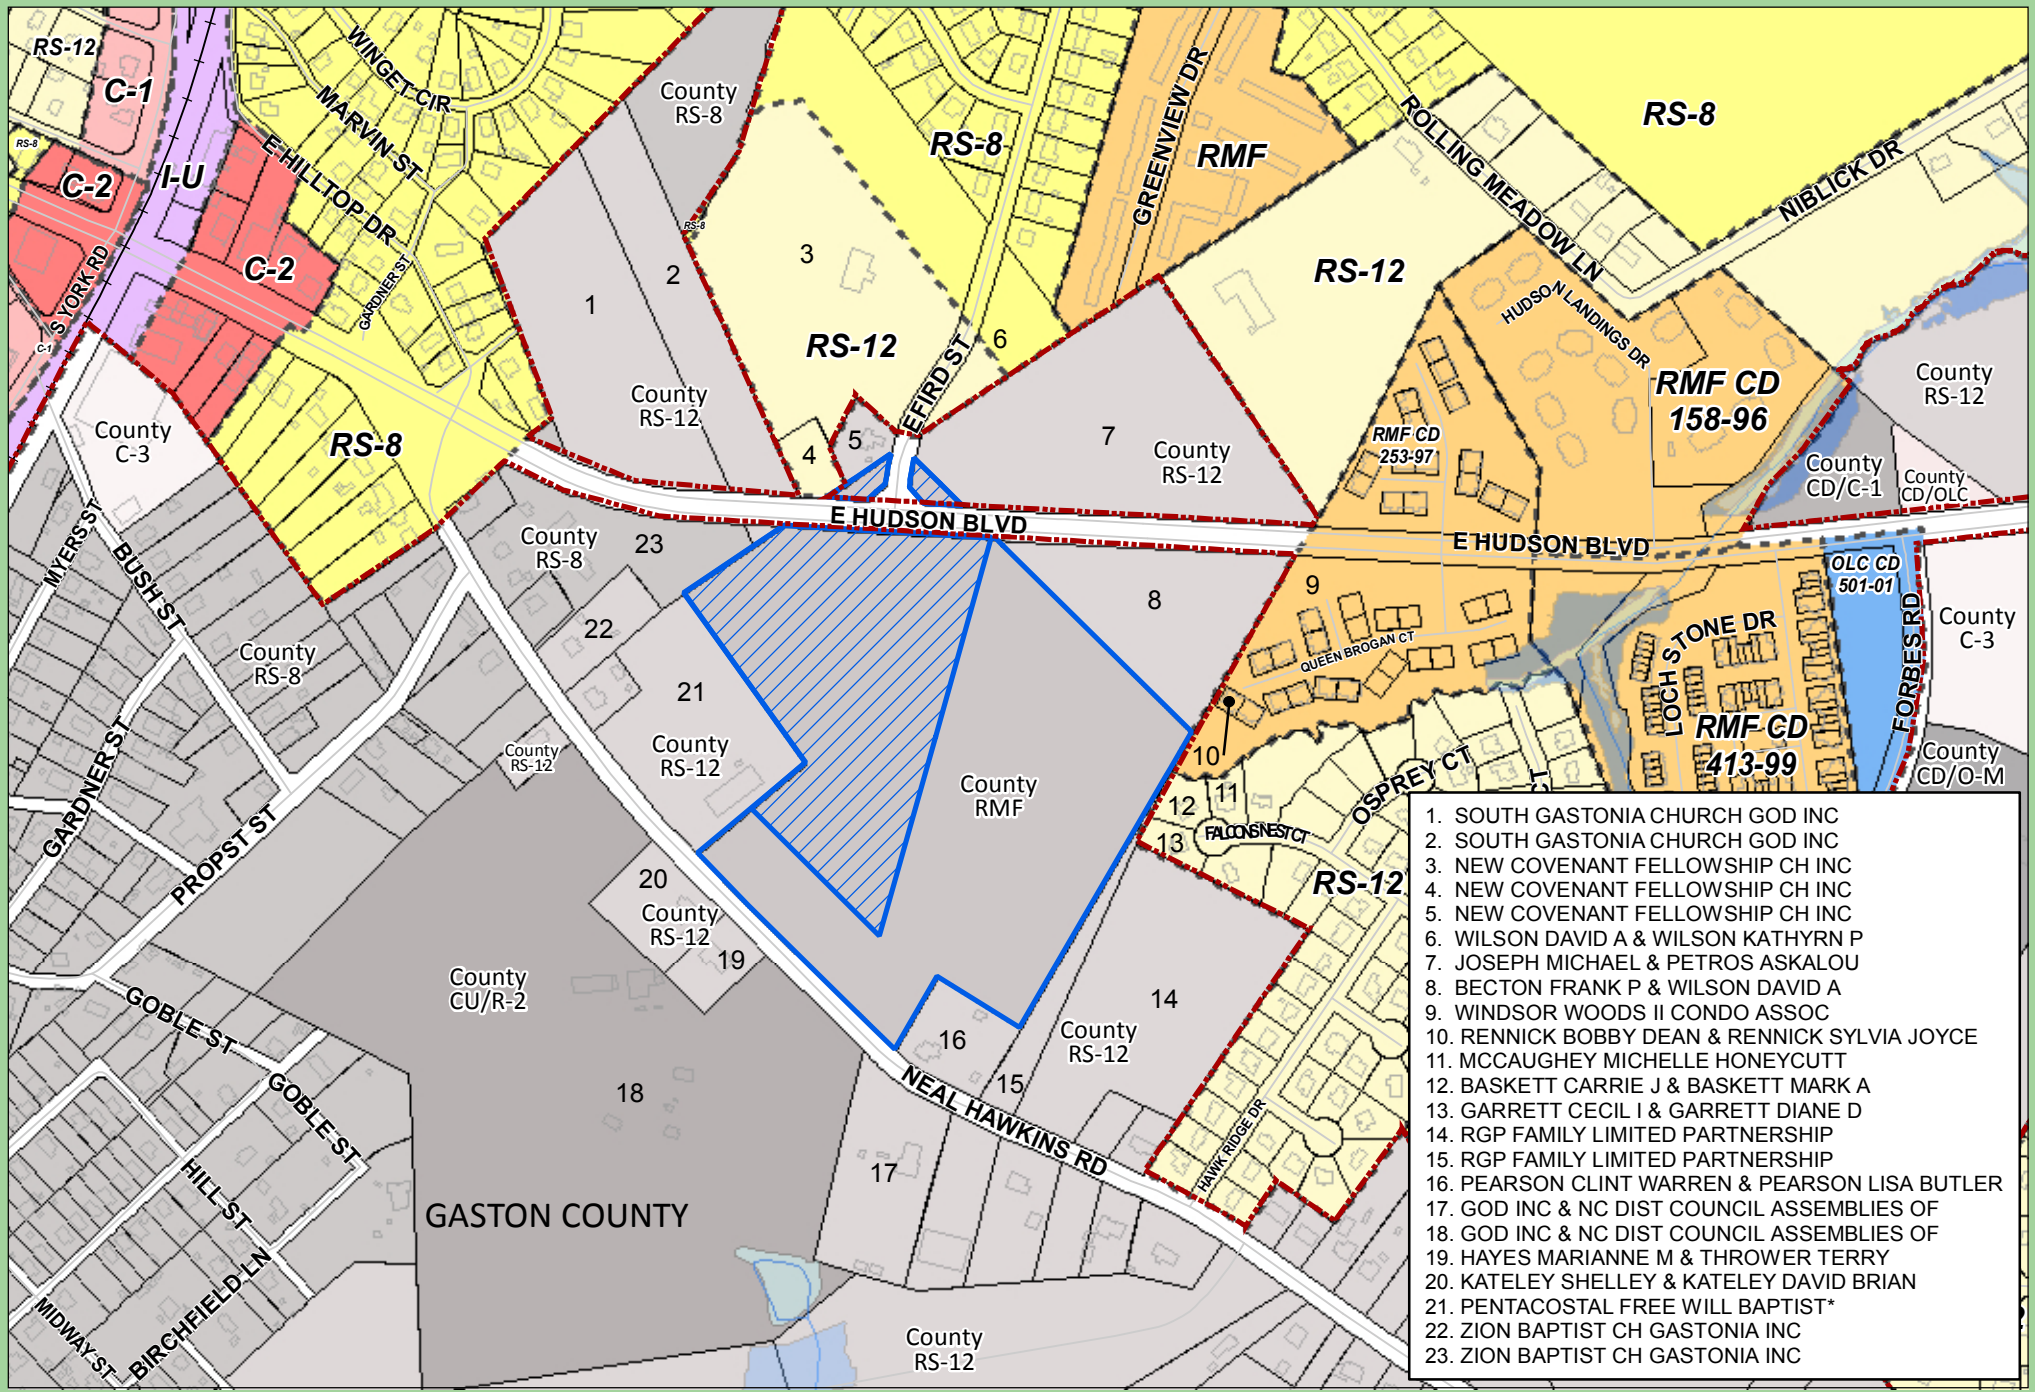 RS-12
C-1
RS-8
C-2
I-U
S YORK RD
C-1
C-2
WINGET CIR
MARVIN ST
E HILLTOP DR
GARDNER ST
RS-8
County
C-3
County
RS-8
RS-8
1
2
County
RS-12
3
RS-12
4
5
RS-8
EFIRD ST
6
GREENVIEW DR
RMF
7
County
RS-12
RS-12
ROLLING MEADOW LN
RS-8
NIBLICK DR
HUDSON LANDINGS DR
RMF CD
158-96
RMF CD
253-97
County
RS-12
County
CD/C-1
County
CD/OLC
E HUDSON BLVD
E HUDSON BLVD
OLC CD
501-01
FORBES RD
County
C-3
County
CD/O-M
LOCH STONE DR
RMF CD
413-99
MYERS ST
BUSH ST
County
RS-8
GARDNER ST
PROPST ST
County
RS-8
23
22
21
County
RS-12
County
RS-12
8
9
QUEEN BROGAN CT
10
11
12
13
FALCONS NEST CT
OSPREY CT
CT
RS-12
County
RMF
20
County
RS-12
19
County
CU/R-2
18
GOBLE ST
GOBLE ST
HILL ST
BIRCHFIELD LN
MIDWAY ST
GASTON COUNTY
NEAL HAWKINS RD
14
County
RS-12
15
16
17
HAWK RIDGE DR
County
RS-12
1. SOUTH GASTONIA CHURCH GOD INC
2. SOUTH GASTONIA CHURCH GOD INC
3. NEW COVENANT FELLOWSHIP CH INC
4. NEW COVENANT FELLOWSHIP CH INC
5. NEW COVENANT FELLOWSHIP CH INC
6. WILSON DAVID A & WILSON KATHYRN P
7. JOSEPH MICHAEL & PETROS ASKALOU
8. BECTON FRANK P & WILSON DAVID A
9. WINDSOR WOODS II CONDO ASSOC
10. RENNICK BOBBY DEAN & RENNICK SYLVIA JOYCE
11. MCCAUGHEY MICHELLE HONEYCUTT
12. BASKETT CARRIE J & BASKETT MARK A
13. GARRETT CECIL I & GARRETT DIANE D
14. RGP FAMILY LIMITED PARTNERSHIP
15. RGP FAMILY LIMITED PARTNERSHIP
16. PEARSON CLINT WARREN & PEARSON LISA BUTLER
17. GOD INC & NC DIST COUNCIL ASSEMBLIES OF
18. GOD INC & NC DIST COUNCIL ASSEMBLIES OF
19. HAYES MARIANNE M & THROWER TERRY
20. KATELEY SHELLEY & KATELEY DAVID BRIAN
21. PENTACOSTAL FREE WILL BAPTIST*
22. ZION BAPTIST CH GASTONIA INC
23. ZION BAPTIST CH GASTONIA INC